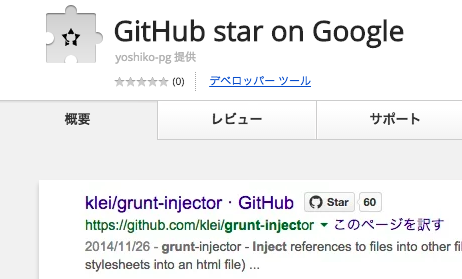 GitHub star on Google
yoshiko-pg 提供
(0) デベロッパー ツール
概要 レビュー サポート
klei/grunt-injector · GitHub Star 60
https://github.com/klei/grunt-injector ▼ このページを訳す
2014/11/26 - grunt-injector - Inject references to files into other fil
stylesheets into an html file) ...